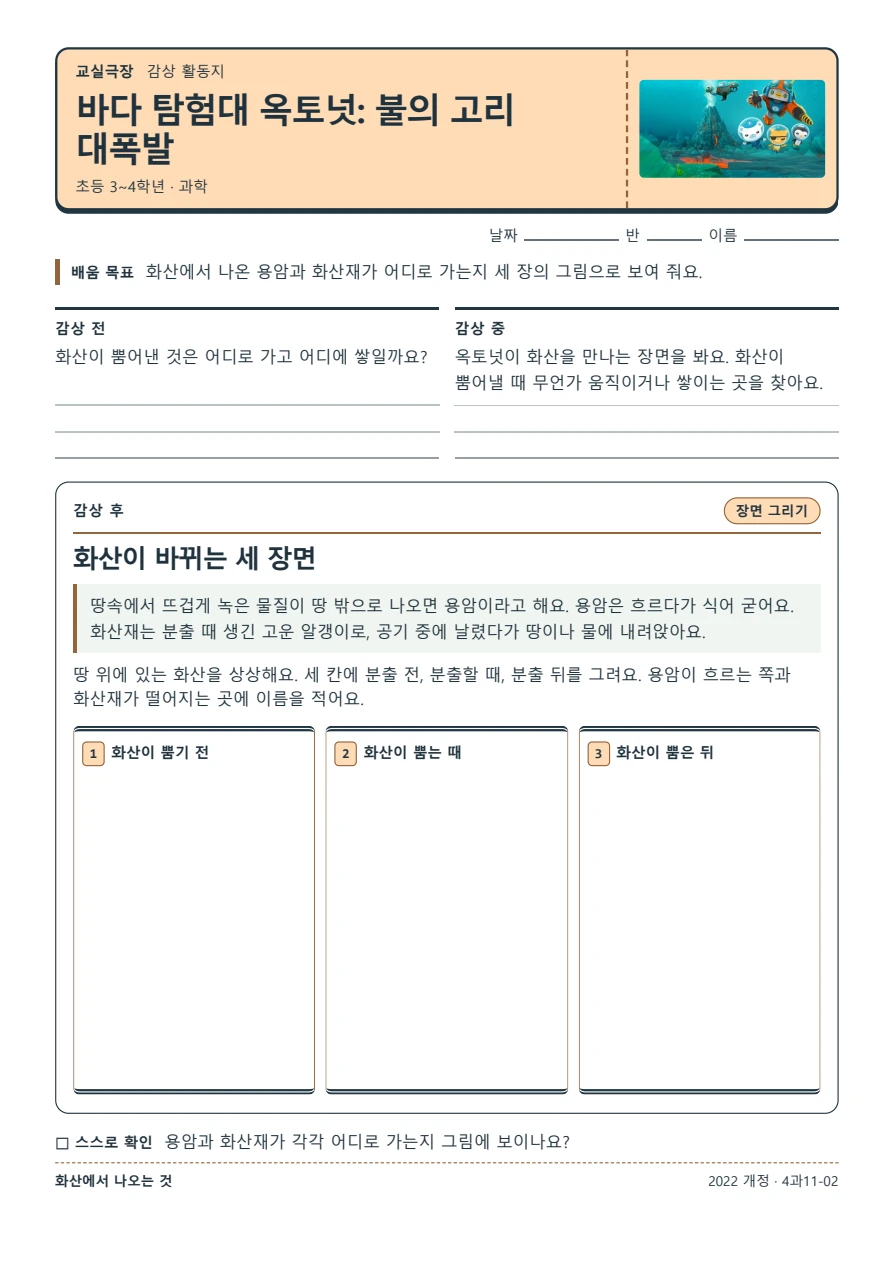 교실극장 감상 활동지
바다 탐험대 옥토넛: 불의 고리
대폭발
초등 3~4학년 · 과학
날짜 반 이름
배움 목표 화산에서 나온 용암과 화산재가 어디로 가는지 세 장의 그림으로 보여 줘요.
감상 전
화산이 뿜어낸 것은 어디로 가고 어디에 쌓일까요?
감상 중
옥토넛이 화산을 만나는 장면을 봐요. 화산이
뿜어낼 때 무언가 움직이거나 쌓이는 곳을 찾아요.
감상 후
장면 그리기
화산이 바뀌는 세 장면
땅속에서 뜨겁게 녹은 물질이 땅 밖으로 나오면 용암이라고 해요. 용암은 흐르다가 식어 굳어요.
화산재는 분출 때 생긴 고운 알갱이로, 공기 중에 날렸다가 땅이나 물에 내려앉아요.
땅 위에 있는 화산을 상상해요. 세 칸에 분출 전, 분출할 때, 분출 뒤를 그려요. 용암이 흐르는 쪽과
화산재가 떨어지는 곳에 이름을 적어요.
1 화산이 뿜기 전
2 화산이 뿜는 때
3 화산이 뿜은 뒤
□ 스스로 확인 용암과 화산재가 각각 어디로 가는지 그림에 보이나요?
화산에서 나오는 것
2022 개정 · 4과11-02